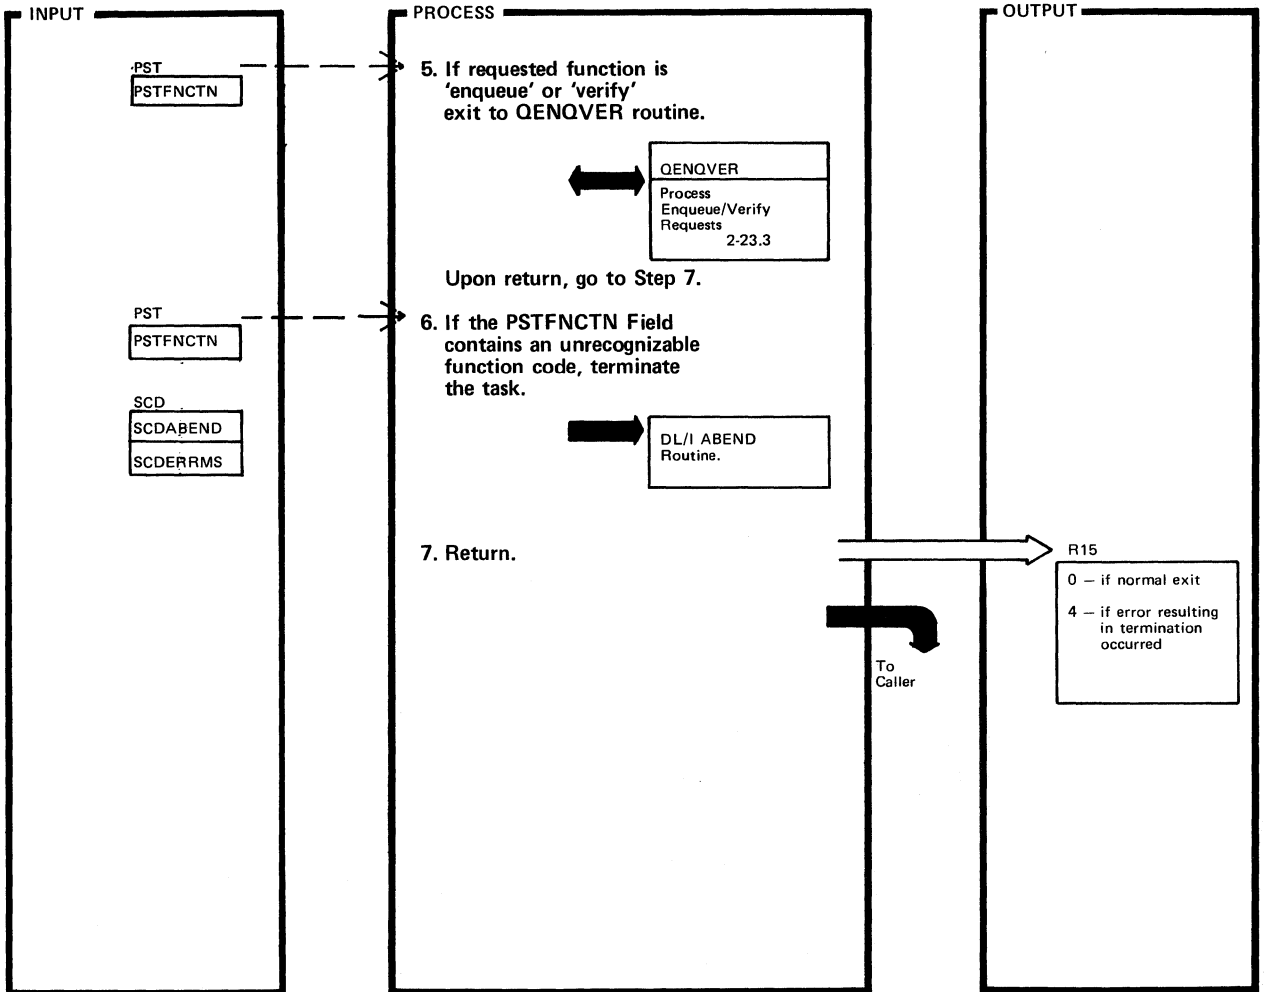 INPUT
PROCESS
OUTPUT
PST
PSTFNCTN
5. If requested function is
'enqueue' or 'verify'
exit to QENQVER routine.
QENQVER
Process
Enqueue/Verify
Requests
2-23.3
Upon return, go to Step 7.
PST
PSTFNCTN
6. If the PSTFNCTN Field
contains an unrecognizable
function code, terminate
the task.
SCD
SCDABEND
SCDERRMS
DL/I ABEND
Routine.
7. Return.
R15
0 – if normal exit
4 – if error resulting
in termination
occurred
To
Caller